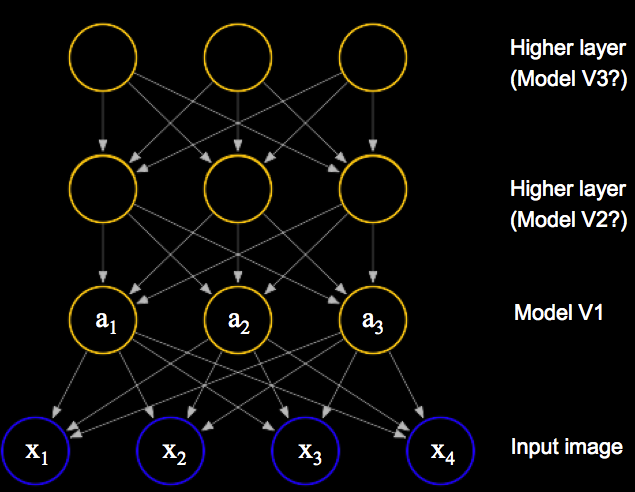 Higher layer
(Model V3?)
Higher layer
(Model V2?)
a1 a2 a3 Model V1
x1 x2 x3 x4 Input image